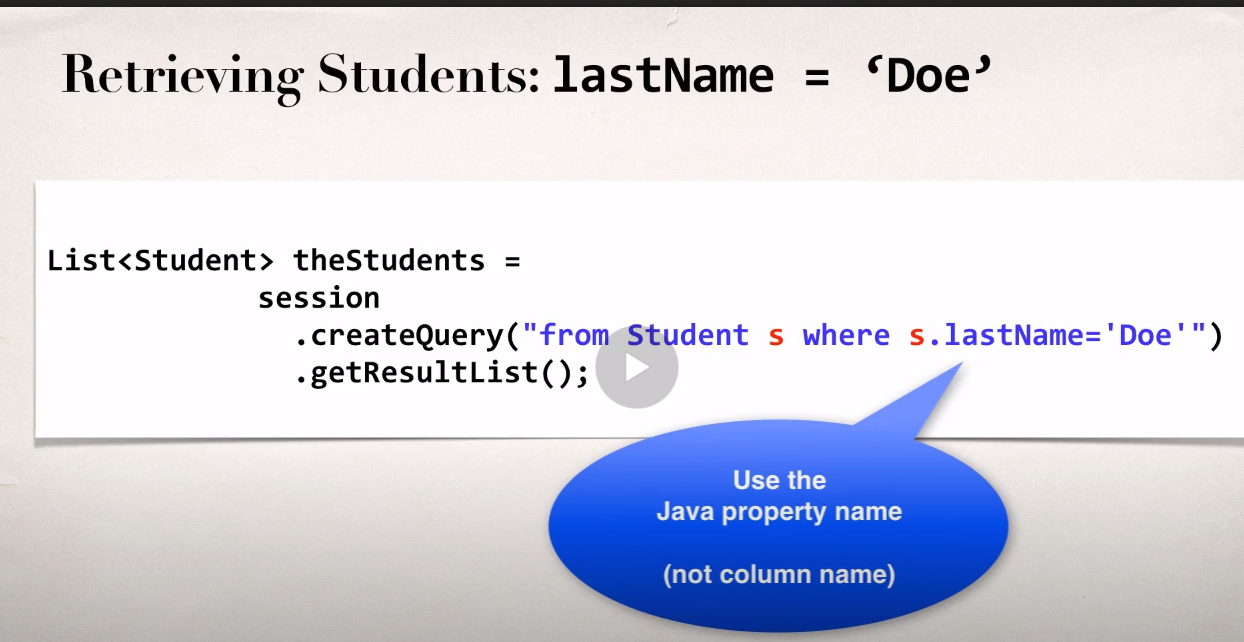 Retrieving Students: lastName = ‘Doe’
List<Student> theStudents =
session
.createQuery("from Student s where s.lastName='Doe'")
.getResultList();
Use the
Java property name
(not column name)